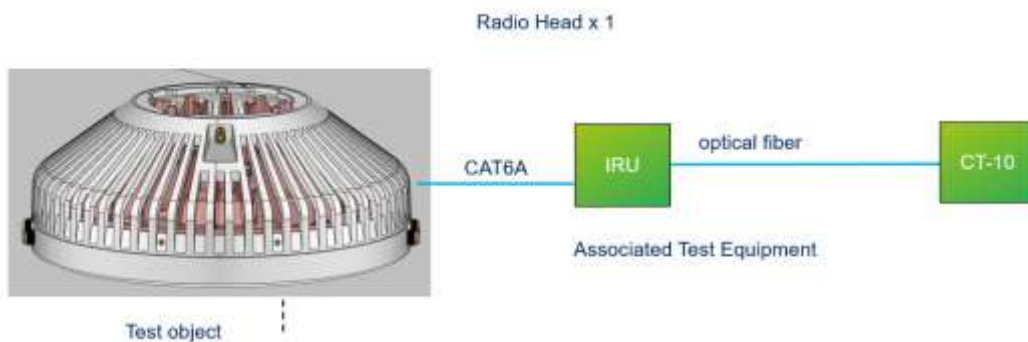 Radio Head x 1
optical fiber
IRU
CT-10
CAT6A
Associated Test Equipment
Test object